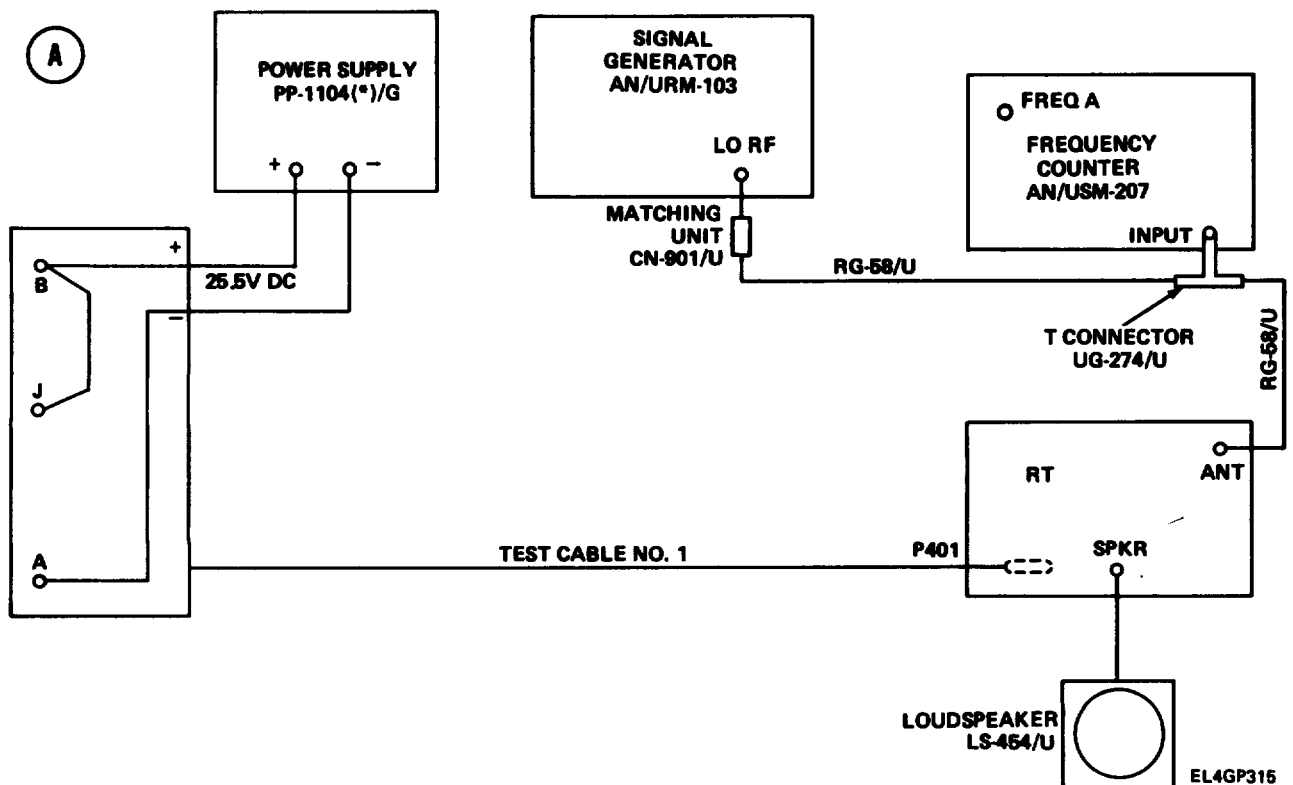 A
POWER SUPPLY
PP-1104(*)/G
+
−
SIGNAL
GENERATOR
AN/URM-103
LO RF
FREQ A
FREQUENCY
COUNTER
AN/USM-207
INPUT
MATCHING
UNIT
CN-901/U
RG-58/U
T CONNECTOR
UG-274/U
RG-58/U
+
B
25.5V DC
−
J
A
TEST CABLE NO. 1
P401
RT
ANT
SPKR
LOUDSPEAKER
LS-454/U
EL4GP315